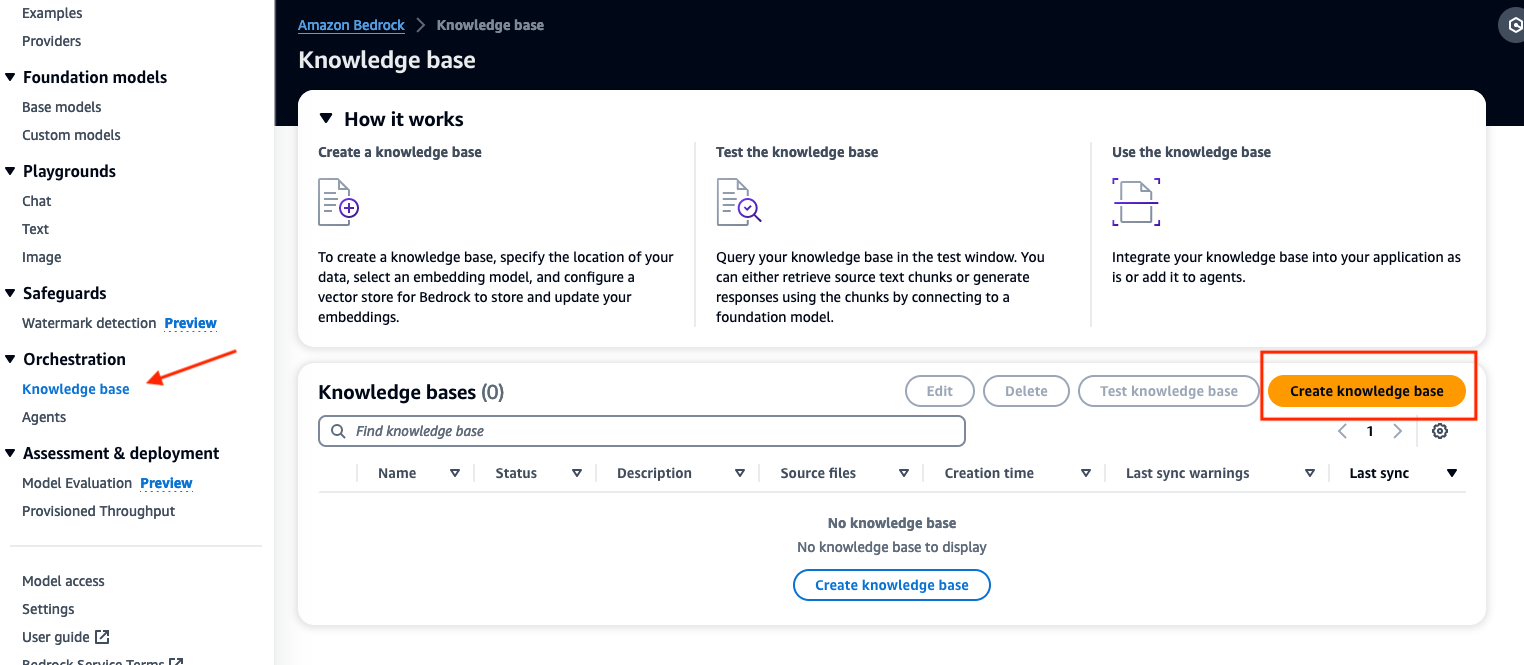 Examples
Providers
Foundation models
Base models
Custom models
Playgrounds
Chat
Text
Image
Safeguards
Watermark detection Preview
Orchestration
Knowledge base
Agents
Assessment & deployment
Model Evaluation Preview
Provisioned Throughput
Model access
Settings
User guide
Bedrock Service Terms
Amazon Bedrock > Knowledge base
Knowledge base
How it works
Create a knowledge base
To create a knowledge base, specify the location of your
data, select an embedding model, and configure a
vector store for Bedrock to store and update your
embeddings.
Test the knowledge base
Query your knowledge base in the test window. You
can either retrieve source text chunks or generate
responses using the chunks by connecting to a
foundation model.
Use the knowledge base
Integrate your knowledge base into your application as
is or add it to agents.
Knowledge bases (0)
Edit Delete Test knowledge base Create knowledge base
Find knowledge base
1
Name Status Description Source files Creation time Last sync warnings Last sync
No knowledge base
No knowledge base to display
Create knowledge base